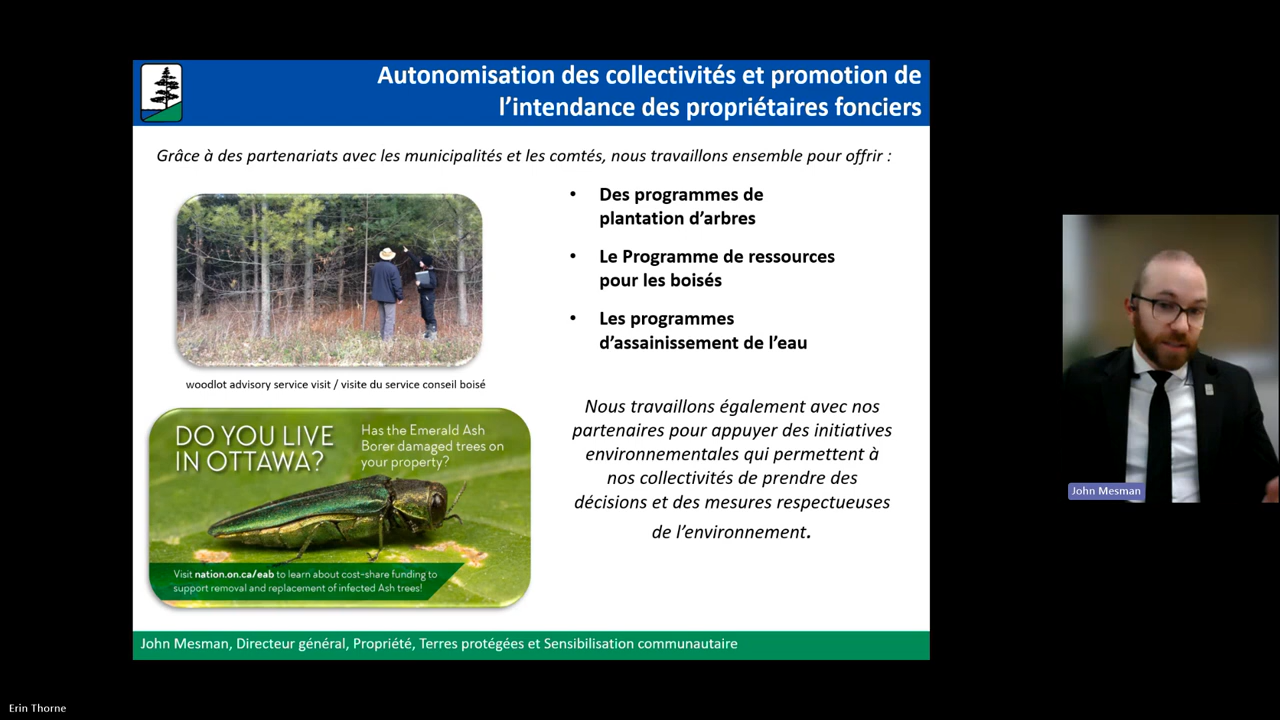 Autonomisation des collectivités et promotion de
l’intendance des propriétaires fonciers
Grâce à des partenariats avec les municipalités et les comtés, nous travaillons ensemble pour offrir :
• Des programmes de
plantation d’arbres
• Le Programme de ressources
pour les boisés
• Les programmes
d’assainissement de l’eau
woodlot advisory service visit / visite du service conseil boisé
DO YOU LIVE
IN OTTAWA?
Has the Emerald Ash
Borer damaged trees on
your property?
Visit nation.on.ca/eab to learn about cost-share funding to
support removal and replacement of infected Ash trees!
Nous travaillons également avec nos
partenaires pour appuyer des initiatives
environnementales qui permettent à
nos collectivités de prendre des
décisions et des mesures respectueuses
de l’environnement.
John Mesman, Directeur général, Propriété, Terres protégées et Sensibilisation communautaire
John Mesman
Erin Thorne